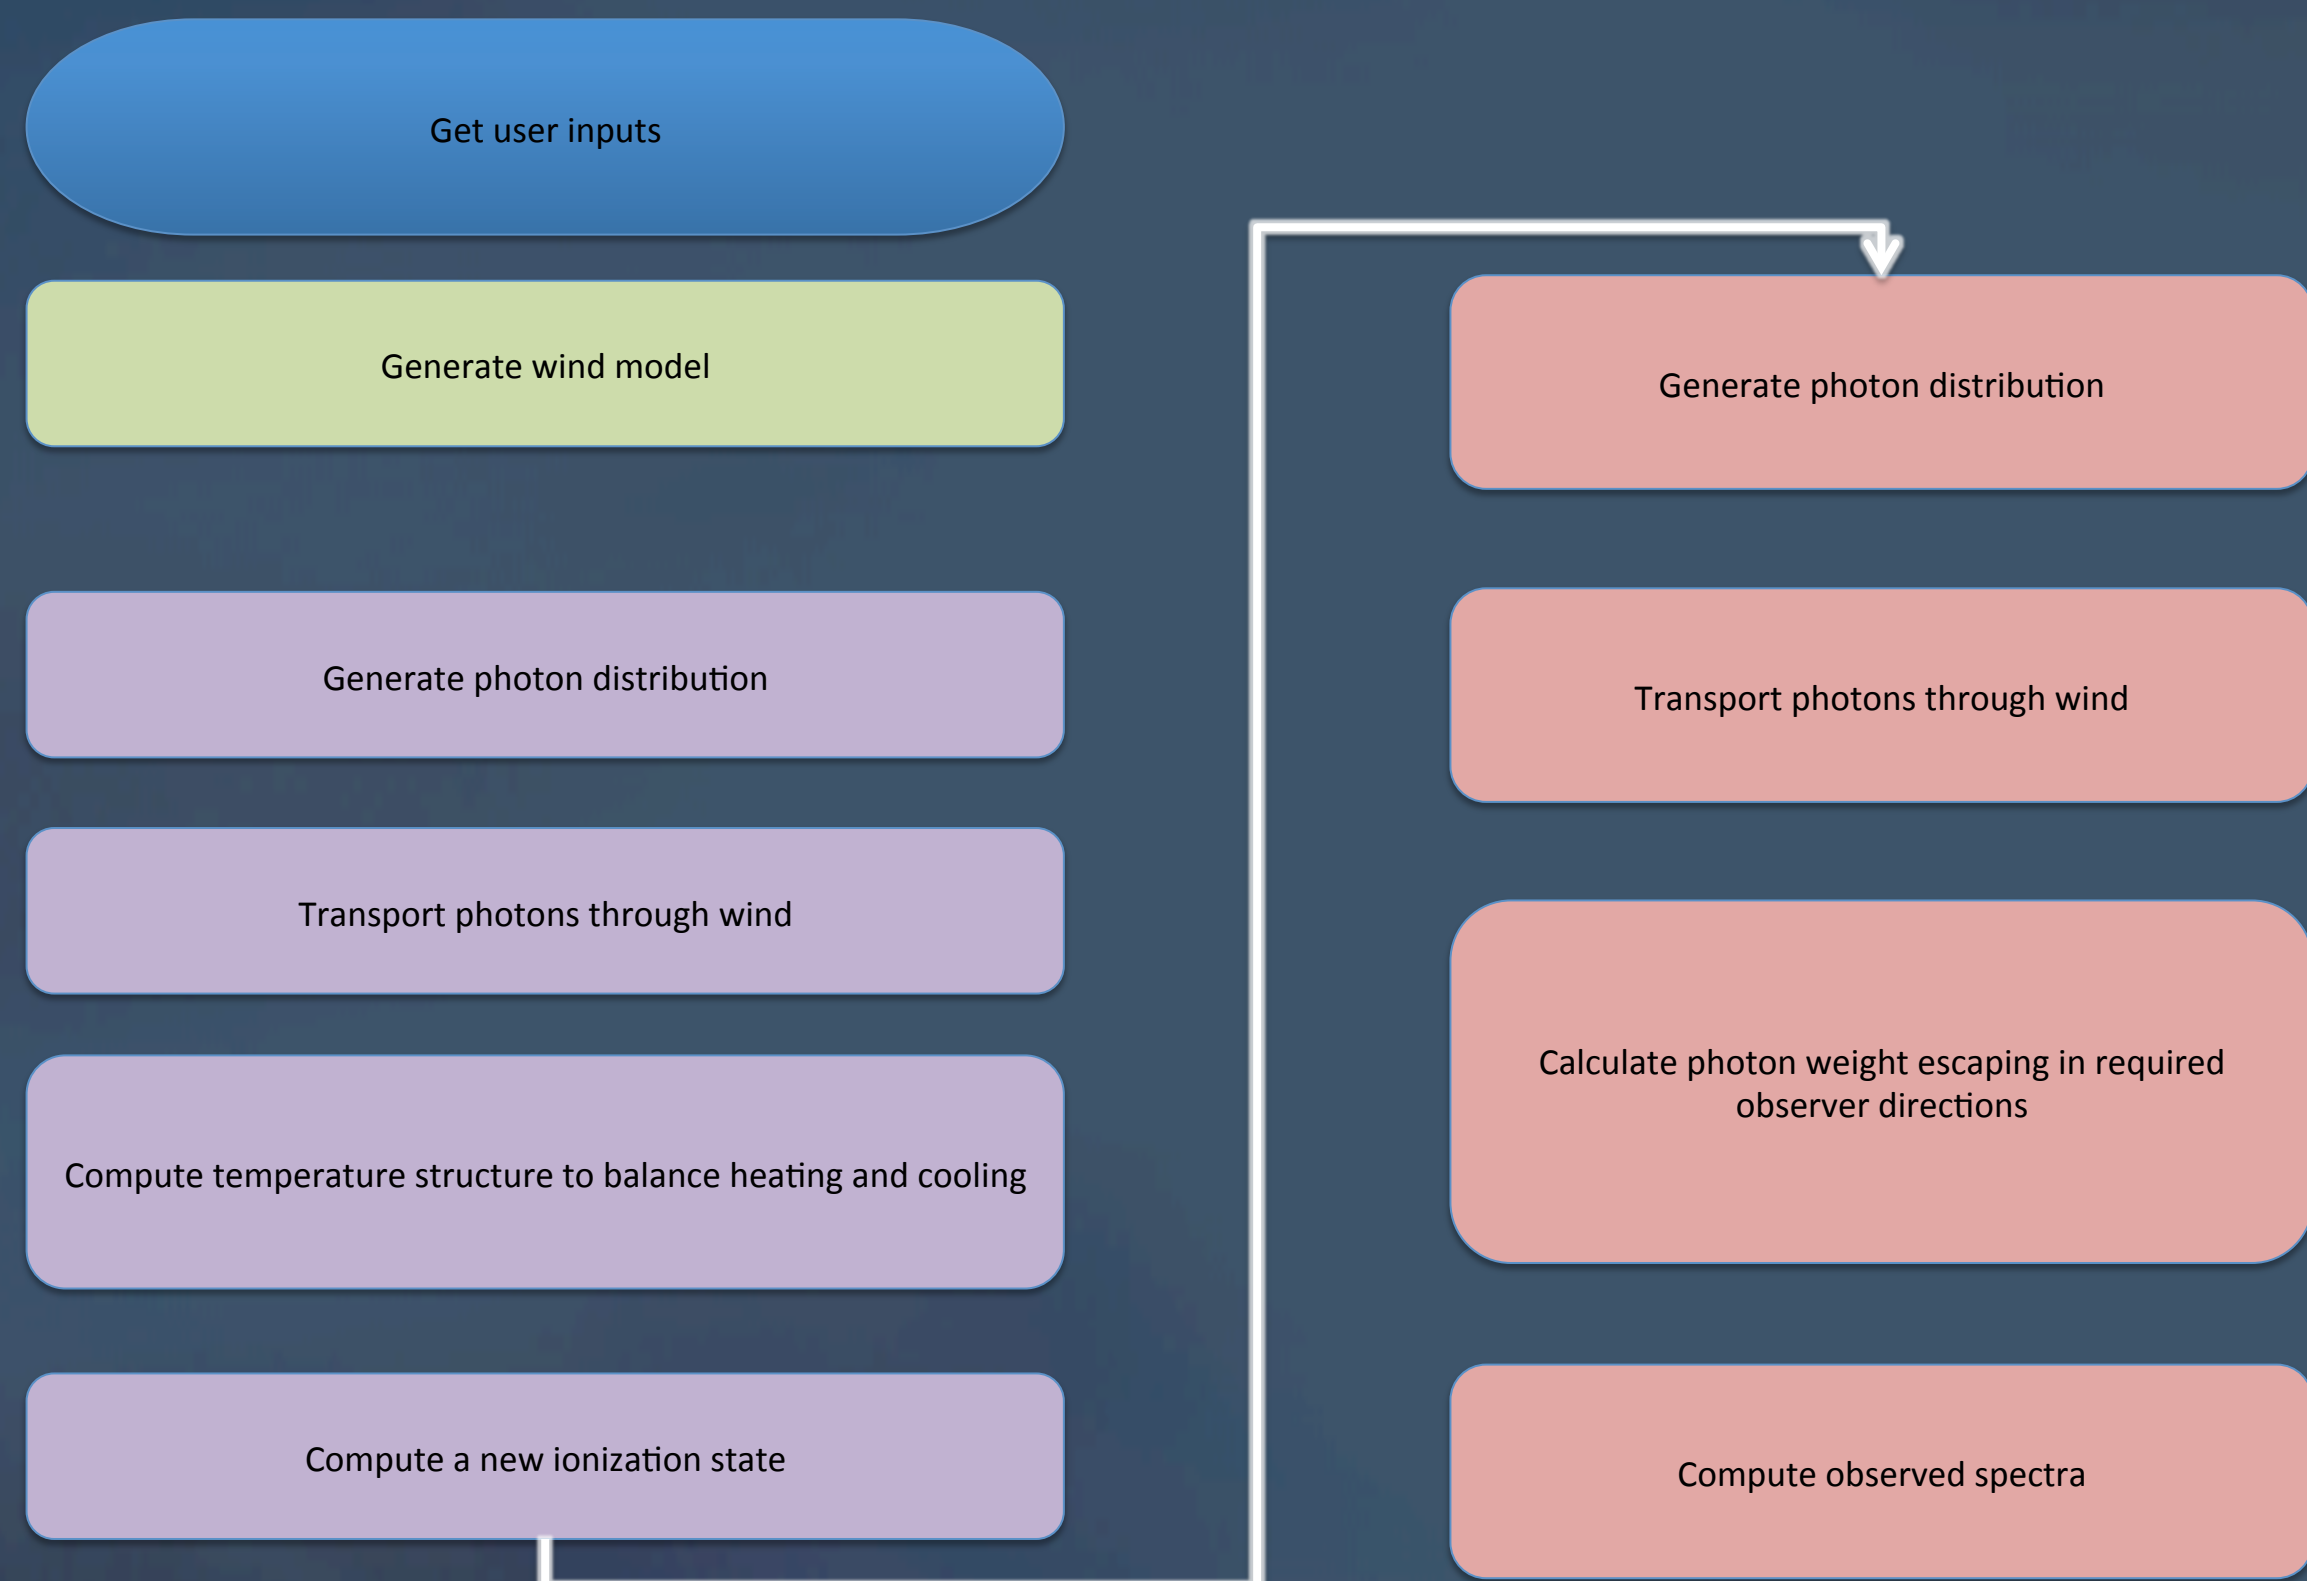 Get user inputs
Generate wind model
Generate photon distribution
Transport photons through wind
Compute temperature structure to balance heating and cooling
Compute a new ionization state
Generate photon distribution
Transport photons through wind
Calculate photon weight escaping in required
observer directions
Compute observed spectra